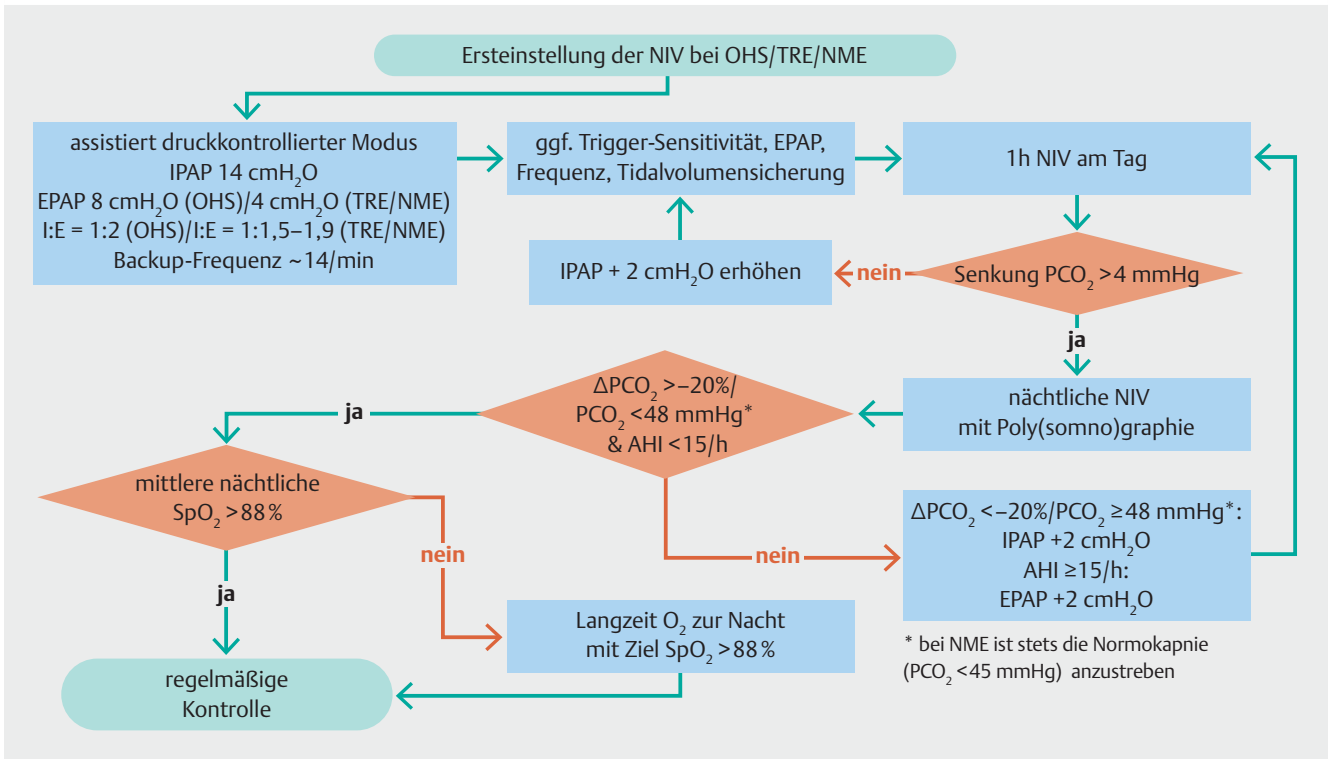 Ersteinstellung der NIV bei OHS/TRE/NME
assistiert druckkontrollierter Modus
IPAP 14 cmH₂O
EPAP 8 cmH₂O (OHS)/4 cmH₂O (TRE/NME)
I:E = 1:2 (OHS)/I:E = 1:1,5–1,9 (TRE/NME)
Backup-Frequenz ~14/min
ggf. Trigger-Sensitivität, EPAP,
Frequenz, Tidalvolumensicherung
1h NIV am Tag
IPAP + 2 cmH₂O erhöhen
nein
Senkung PCO₂ >4 mmHg
ja
nächtliche NIV
mit Poly(somno)graphie
ΔPCO₂ >–20%/
PCO₂ <48 mmHg*
& AHI <15/h
ja
nein
mittlere nächtliche
SpO₂ >88%
nein
ja
ΔPCO₂ <–20%/PCO₂ ≥48 mmHg*:
IPAP +2 cmH₂O
AHI ≥15/h:
EPAP +2 cmH₂O
Langzeit O₂ zur Nacht
mit Ziel SpO₂ >88%
* bei NME ist stets die Normokapnie
(PCO₂ <45 mmHg) anzustreben
regelmäßige
Kontrolle